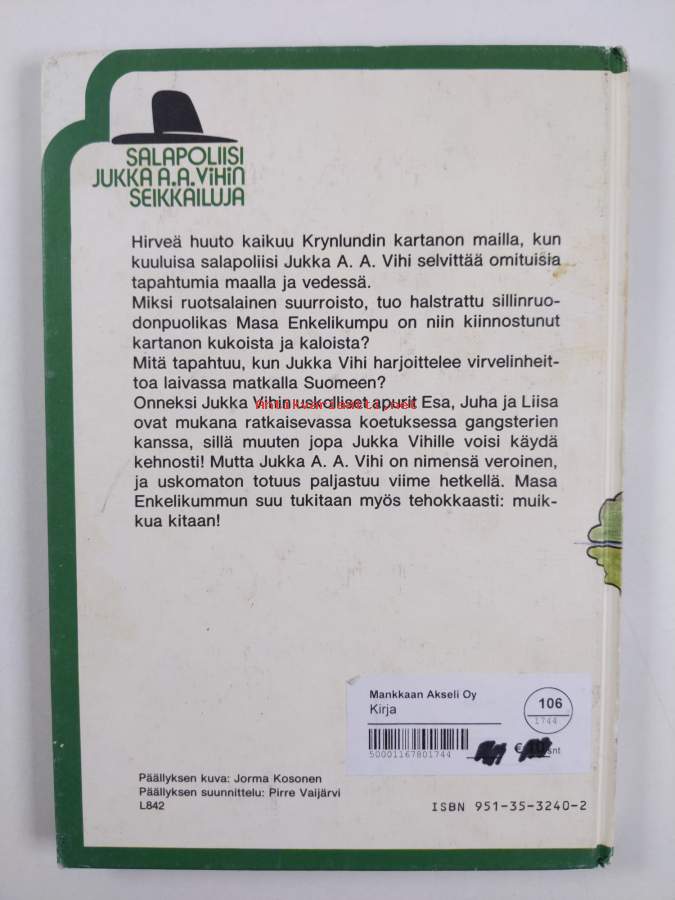 SALAPOLIISI
JUKKA A.A.ViHiN
SEIKKAILUJA
Hirveä huuto kaikuu Krynlundin kartanon mailla, kun
kuuluisa salapoliisi Jukka A. A. Vihi selvittää omituisia
tapahtumia maalla ja vedessä.
Miksi ruotsalainen suurroisto, tuo halstrattu sillinruo-
donpuolikas Masa Enkelikumpu on niin kiinnostunut
kartanon kukoista ja kaloista?
Mitä tapahtuu, kun Jukka Vihi harjoittelee virvelinheit-
toa laivassa matkalla Suomeen?
Onneksi Jukka Vihin uskolliset apurit Esa, Juha ja Liisa
antikvariaatti.net
ovat mukana ratkaisevassa koetuksessa gangsterien
kanssa, sillä muuten jopa Jukka Vihille voisi käydä
kehnosti! Mutta Jukka A. A. Vihi on nimensä veroinen,
ja uskomaton totuus paljastuu viime hetkellä. Masa
Enkelikummun suu tukitaan myös tehokkaasti: muik-
kua kitaan!
Mankkaan Akseli Oy
Kirja
106
1744
50001167801744
€ snt
Päällyksen kuva: Jorma Kosonen
Päällyksen suunnittelu: Pirre Vaijärvi
L842
ISBN 951-35-3240-2